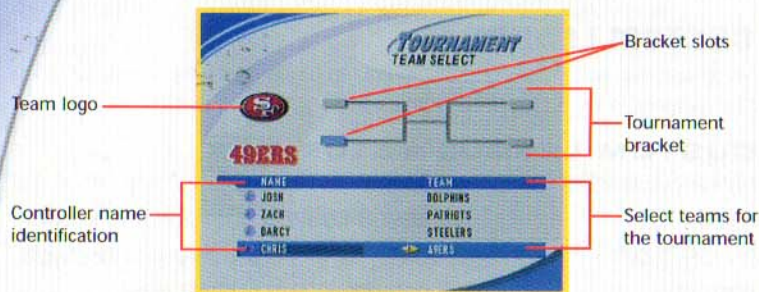 TOURNAMENT
TEAM SELECT
Bracket slots
Team logo
SF
49ERS
Tournament
bracket
NAME TEAM
JOSH DOLPHINS
ZACH PATRIOTS
DARCY STEELERS
CHRIS 49ERS
Controller name
identification
Select teams for
the tournament